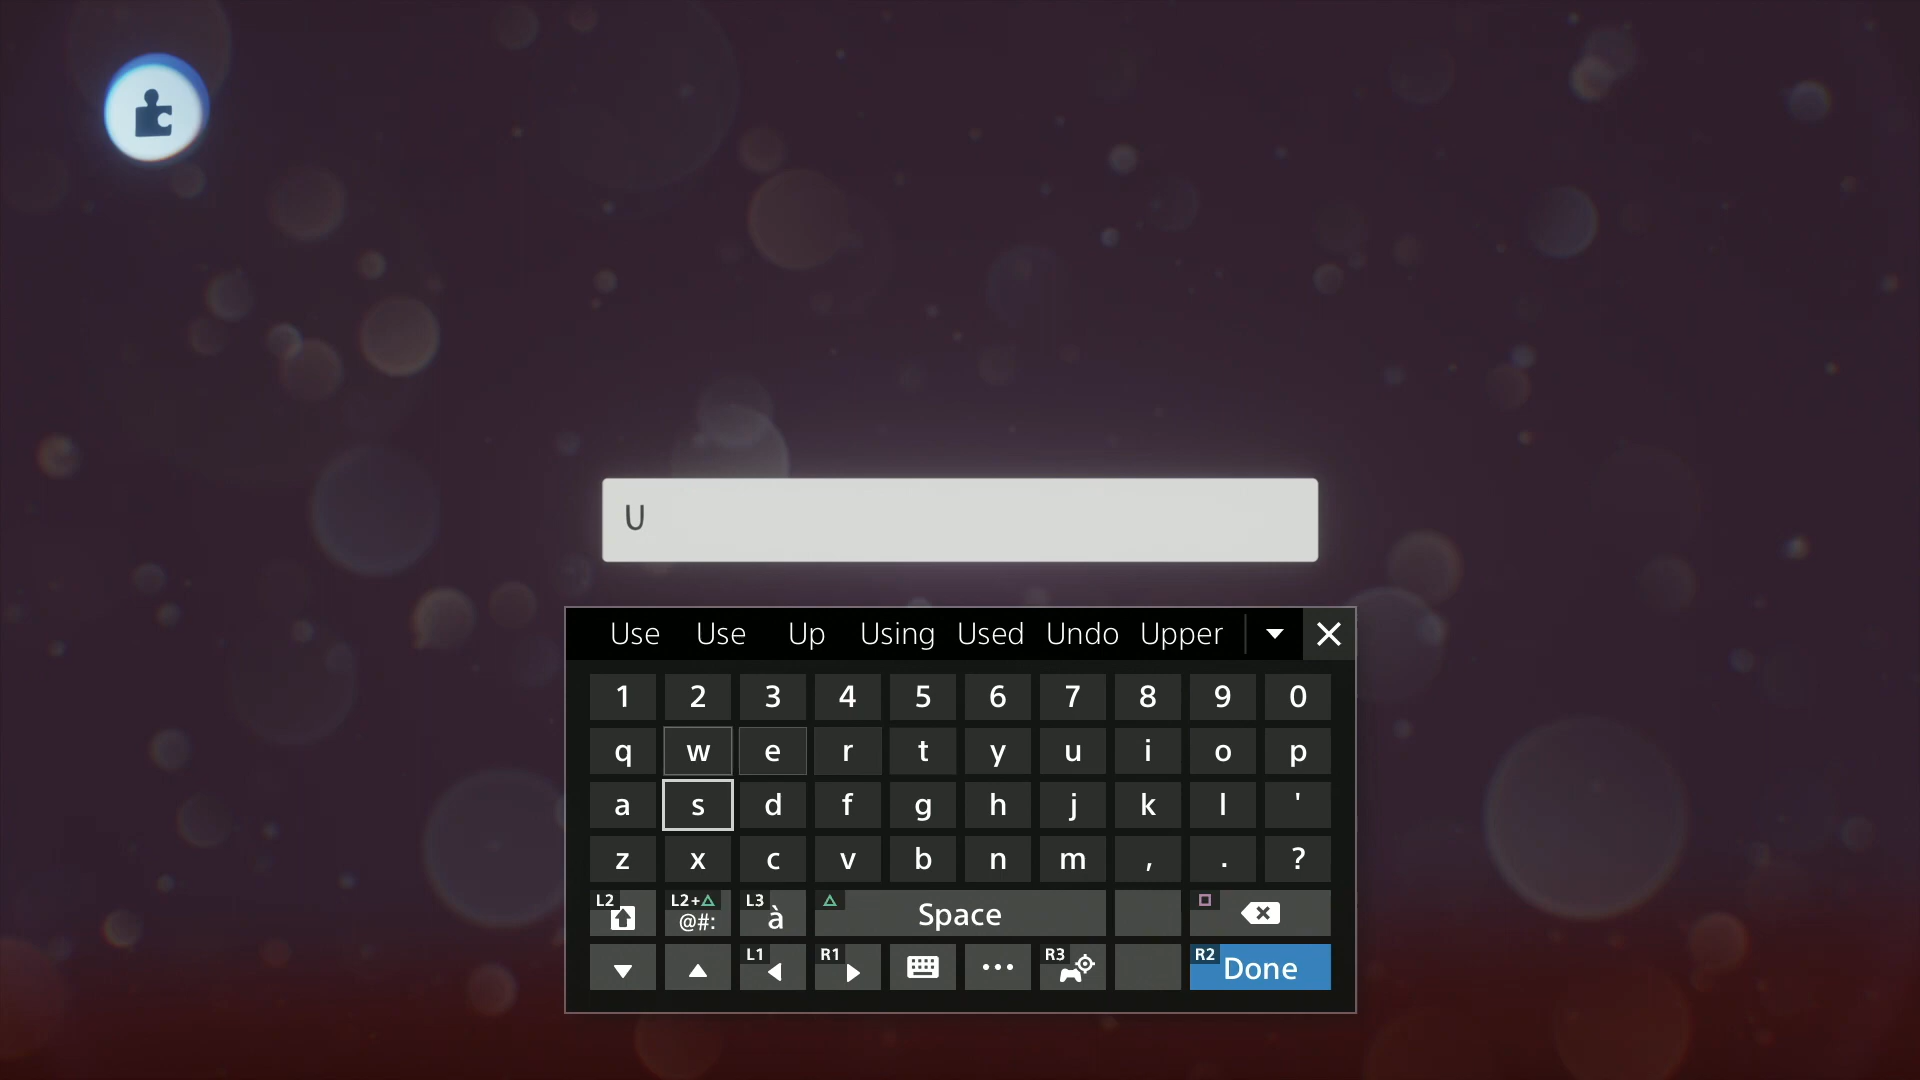 U
Use Use Up Using Used Undo Upper
1 2 3 4 5 6 7 8 9 0
q w e r t y u i o p
a s d f g h j k l '
z x c v b n m , . ?
L2 L2+△ @#: L3 à △ Space
L1 R1 ... R3 R2 Done